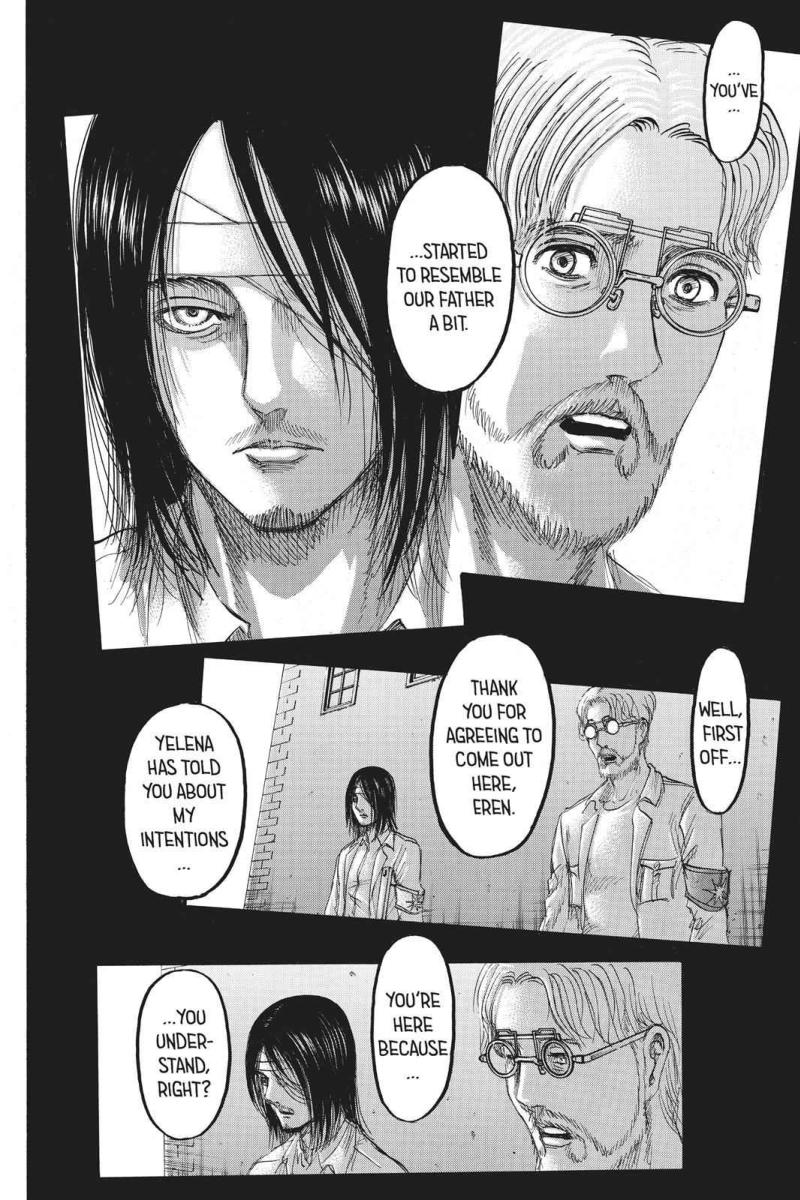 ...
YOU'VE
...
...STARTED
TO RESEMBLE
OUR FATHER
A BIT.
WELL,
FIRST
OFF...
THANK
YOU FOR
AGREEING TO
COME OUT
HERE,
EREN.
YELENA
HAS TOLD
YOU ABOUT
MY
INTENTIONS
...
YOU'RE
HERE
BECAUSE
...
...YOU
UNDER-
STAND,
RIGHT?